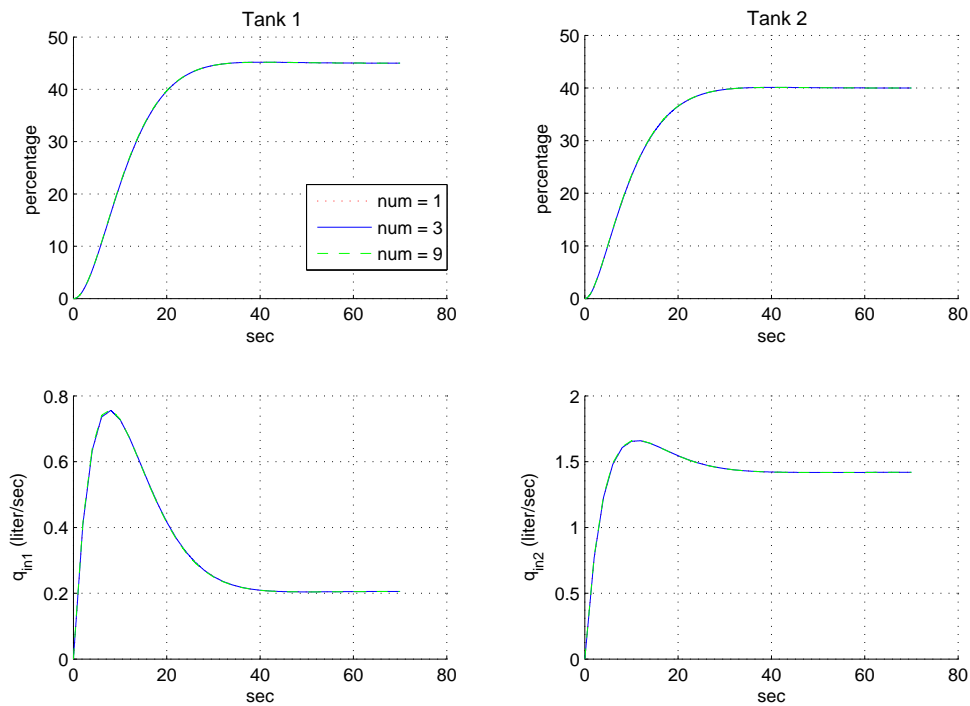 Tank 1
50
40
30
20
10
0
percentage
0 20 40 60 80
sec
num = 1
num = 3
num = 9
Tank 2
50
40
30
20
10
0
percentage
0 20 40 60 80
sec
0.8
0.6
0.4
0.2
0
q_in1 (liter/sec)
0 20 40 60 80
sec
2
1.5
1
0.5
0
q_in2 (liter/sec)
0 20 40 60 80
sec